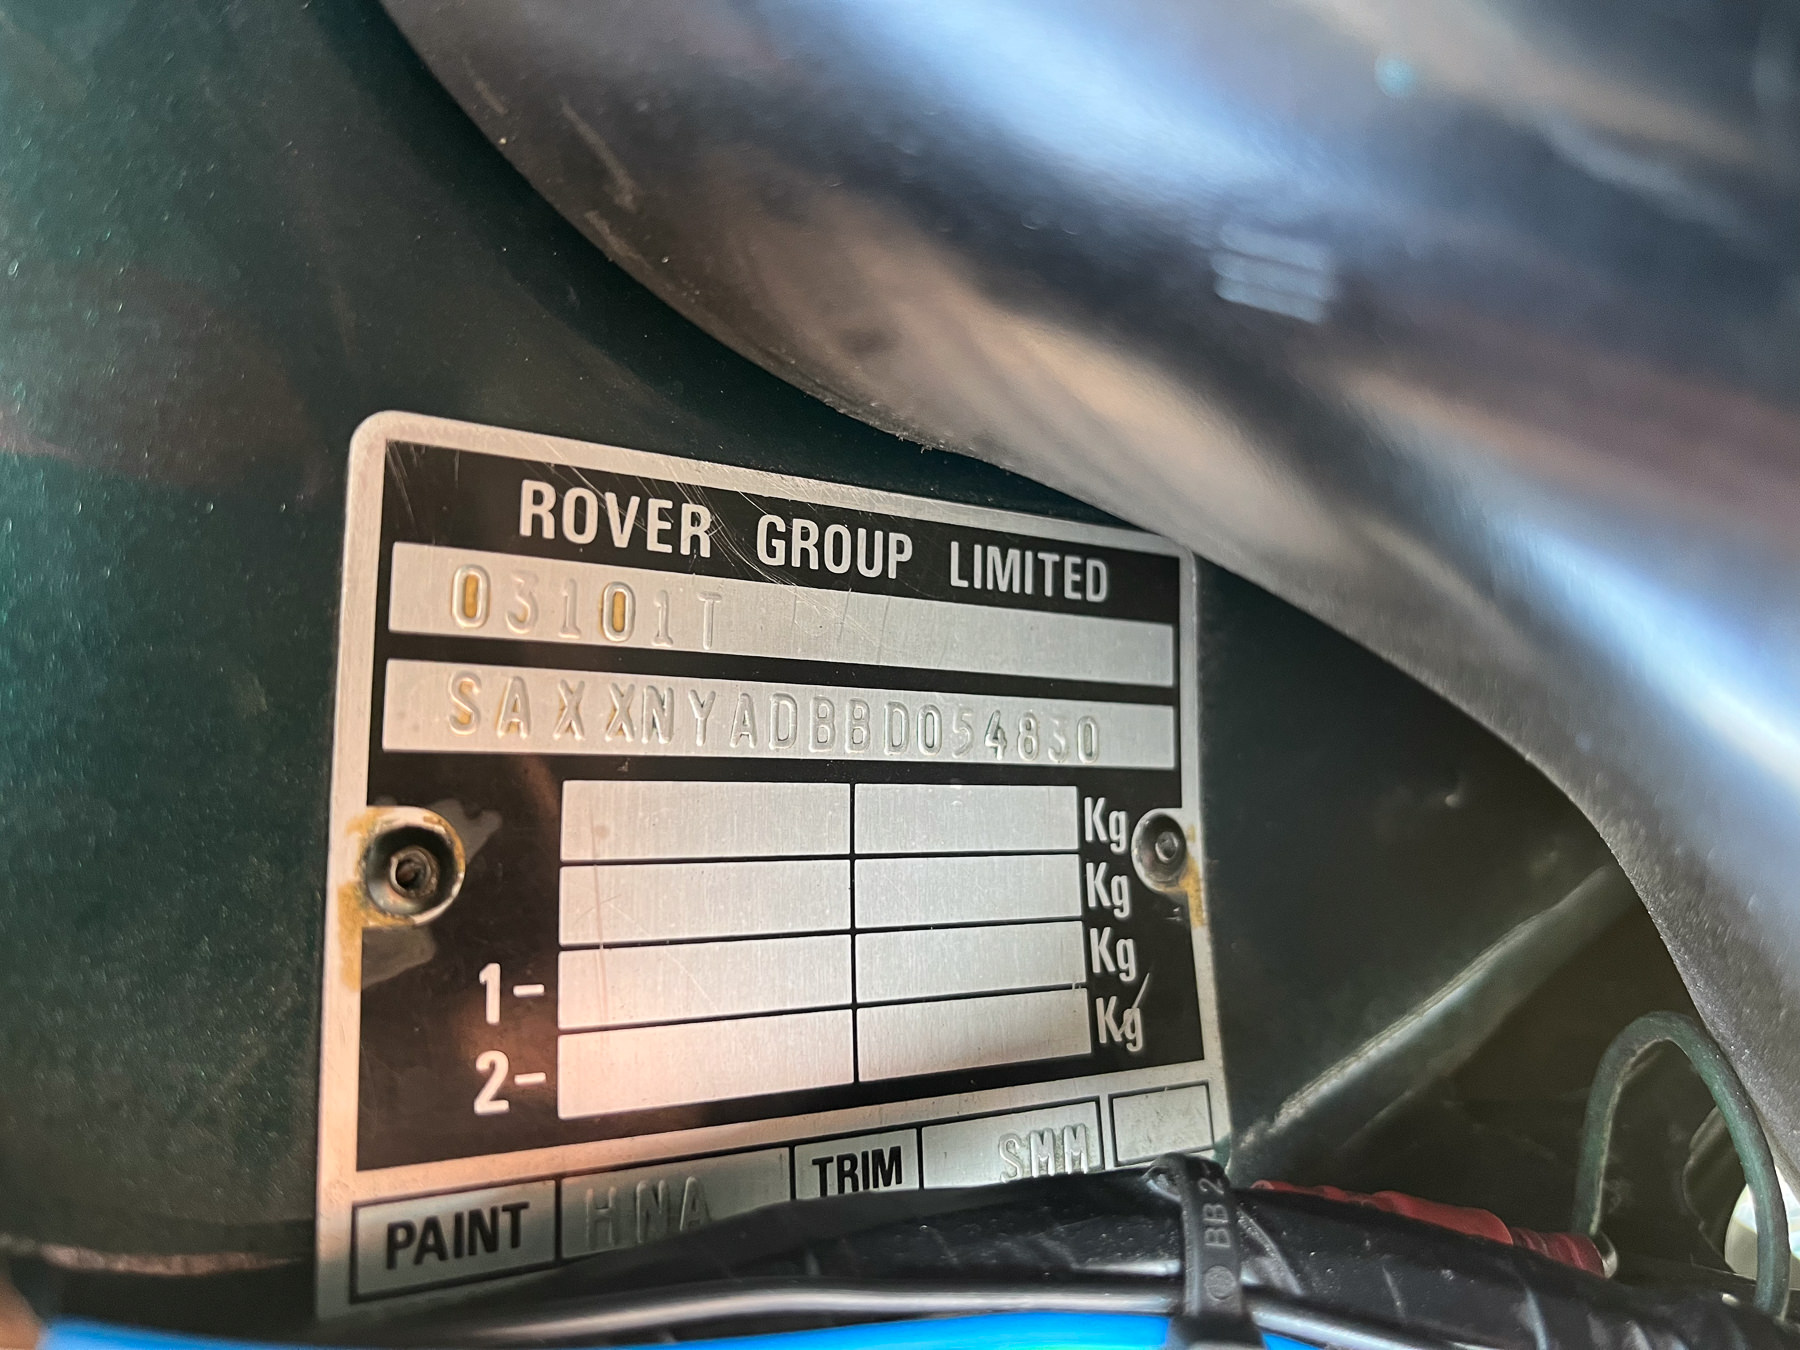 ROVER GROUP LIMITED
03101T
SAXXNYADBBD054830
Kg
Kg
1- Kg
2- Kg
PAINT HNA TRIM SMM